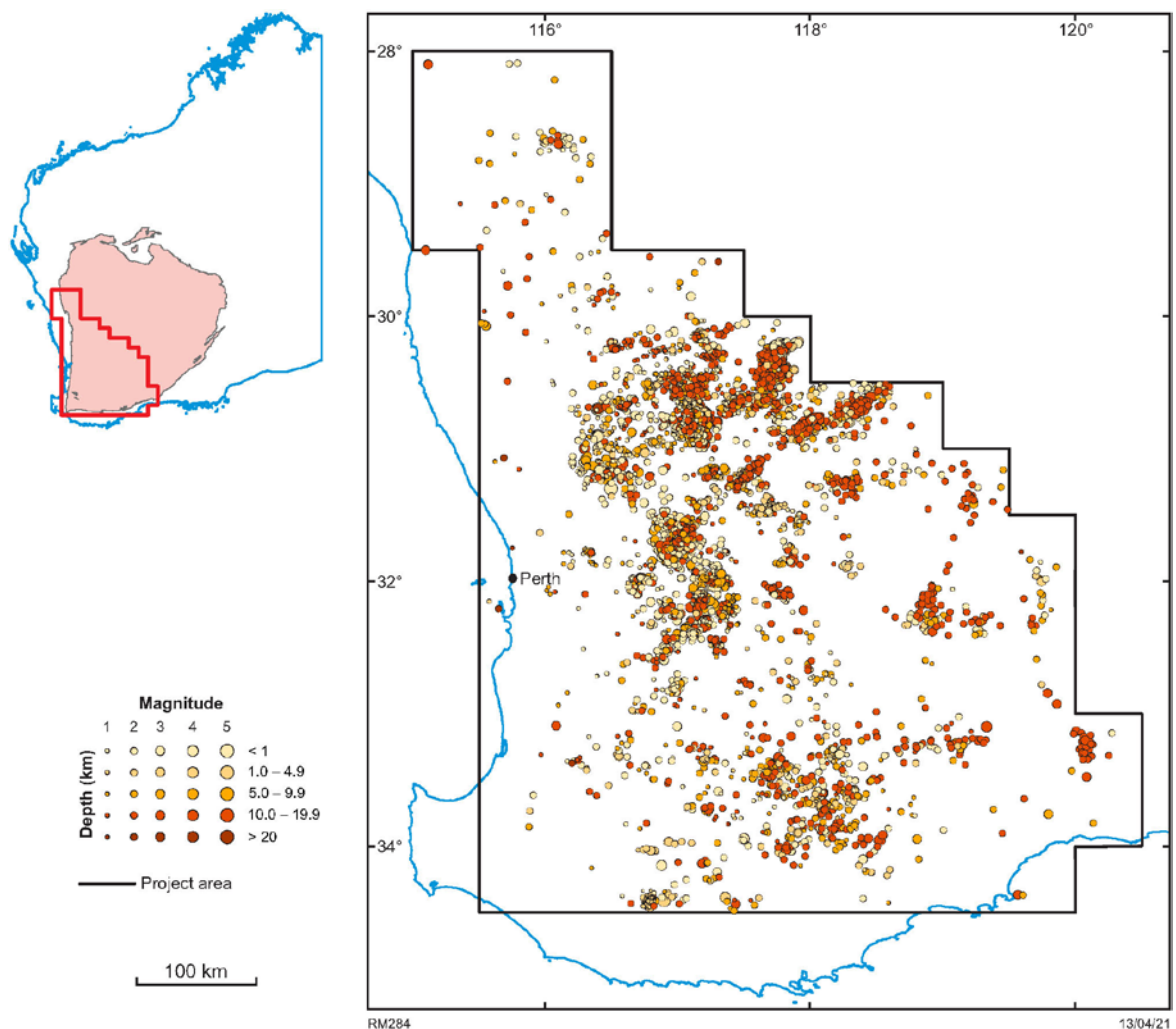 116° 118° 120°
28°
30°
32°
34°
Perth
Magnitude
1 2 3 4 5
Depth (km)
< 1
1.0 – 4.9
5.0 – 9.9
10.0 – 19.9
> 20
Project area
100 km
RM284
13/04/21